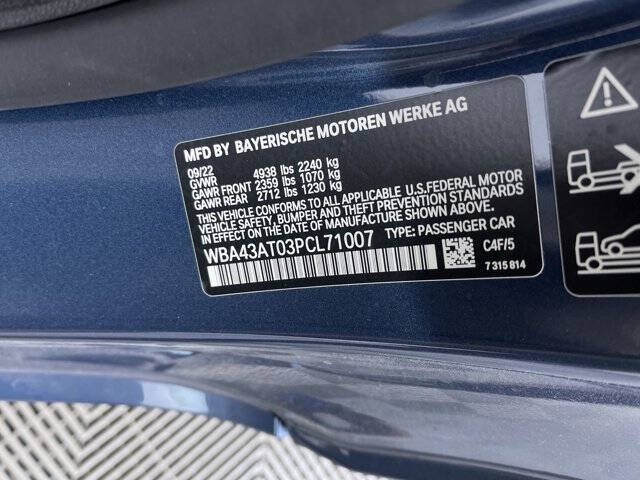 MFD BY BAYERISCHE MOTOREN WERKE AG
09/22
GVWR 4938 lbs 2240 kg
GAWR FRONT 2359 lbs 1070 kg
GAWR REAR 2712 lbs 1230 kg
THIS VEHICLE CONFORMS TO ALL APPLICABLE U.S.FEDERAL MOTOR
VEHICLE SAFETY, BUMPER AND THEFT PREVENTION STANDARDS
IN EFFECT ON THE DATE OF MANUFACTURE SHOWN ABOVE.
WBA43AT03PCL71007 TYPE: PASSENGER CAR
C4F/5
7 315 814